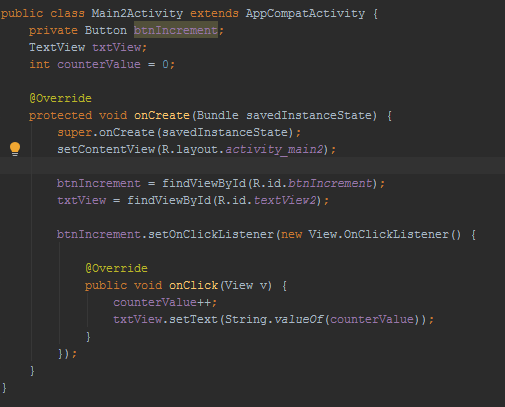 public class Main2Activity extends AppCompatActivity {
    private Button btnIncrement;
    TextView txtView;
    int counterValue = 0;

    @Override
    protected void onCreate(Bundle savedInstanceState) {
        super.onCreate(savedInstanceState);
        setContentView(R.layout.activity_main2);

        btnIncrement = findViewById(R.id.btnIncrement);
        txtView = findViewById(R.id.textView2);

        btnIncrement.setOnClickListener(new View.OnClickListener() {

            @Override
            public void onClick(View v) {
                counterValue++;
                txtView.setText(String.valueOf(counterValue));
            }
        });
    }
}